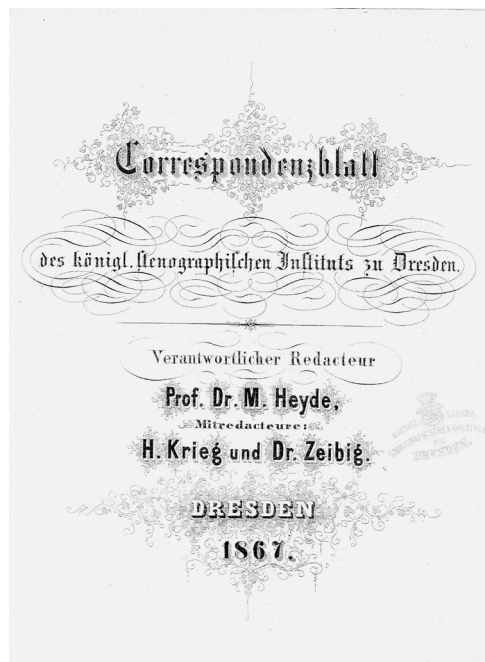 Correspondenzblatt
des königl. stenographischen Instituts zu Dresden.
Verantwortlicher Redacteur
Prof. Dr. M. Heyde,
Mitredacteure:
H. Krieg und Dr. Zeibig.
DRESDEN
1867.
DRESDEN.